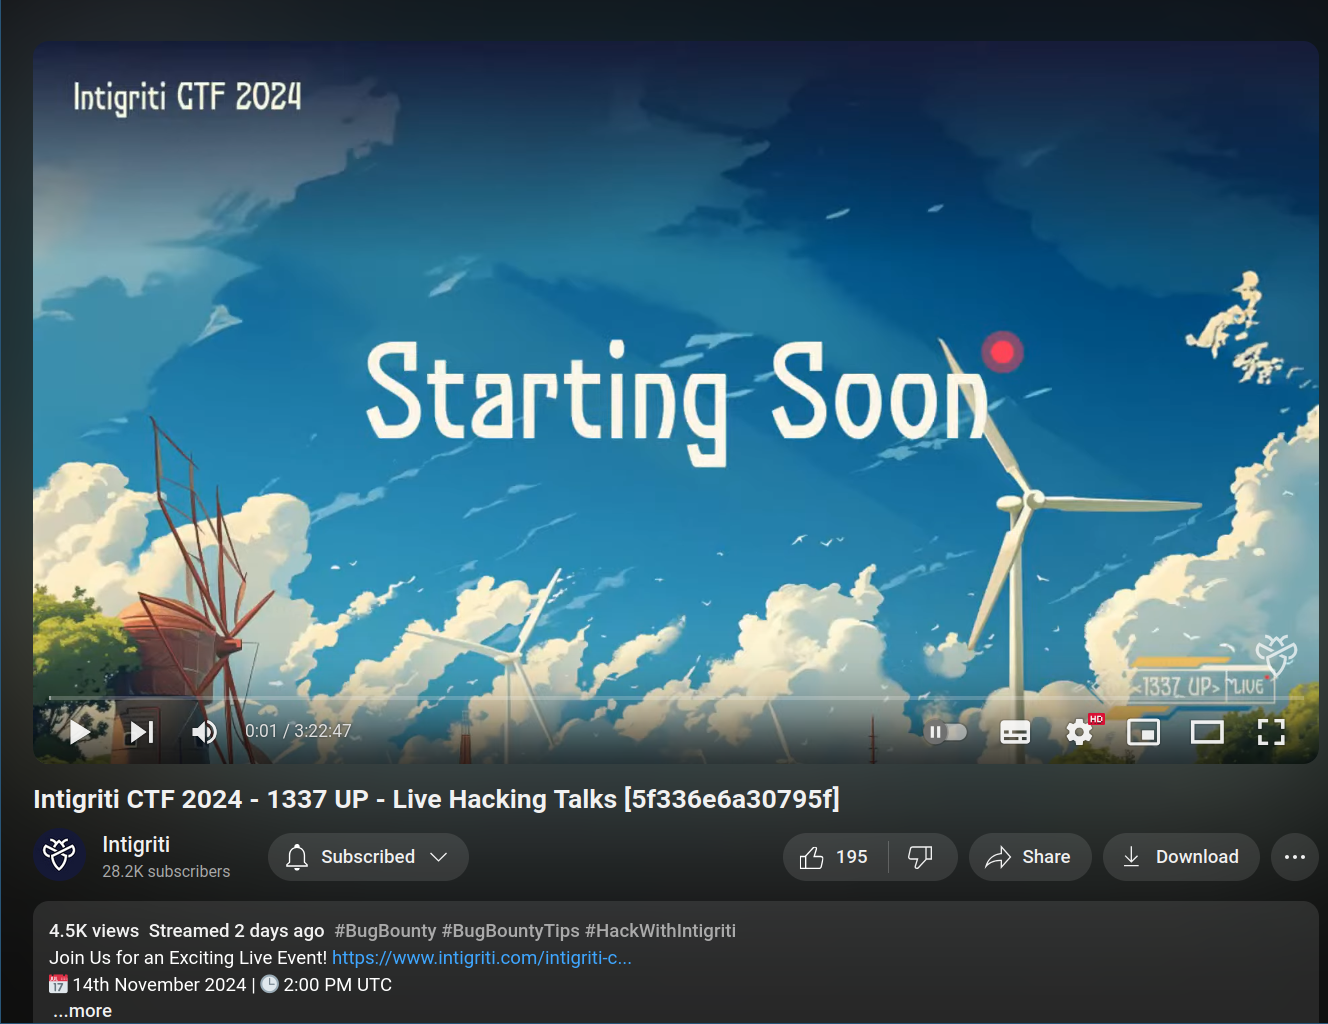 Intigriti CTF 2024
Starting Soon
<1337 UP> |"LIVE"
0:01 / 3:22:47
HD
Intigriti CTF 2024 - 1337 UP - Live Hacking Talks [5f336e6a30795f]
Intigriti
28.2K subscribers
Subscribed
195
Share
Download
4.5K views Streamed 2 days ago #BugBounty #BugBountyTips #HackWithIntigriti
Join Us for an Exciting Live Event! https://www.intigriti.com/intigriti-c...
📅 14th November 2024 | 🕒 2:00 PM UTC
...more